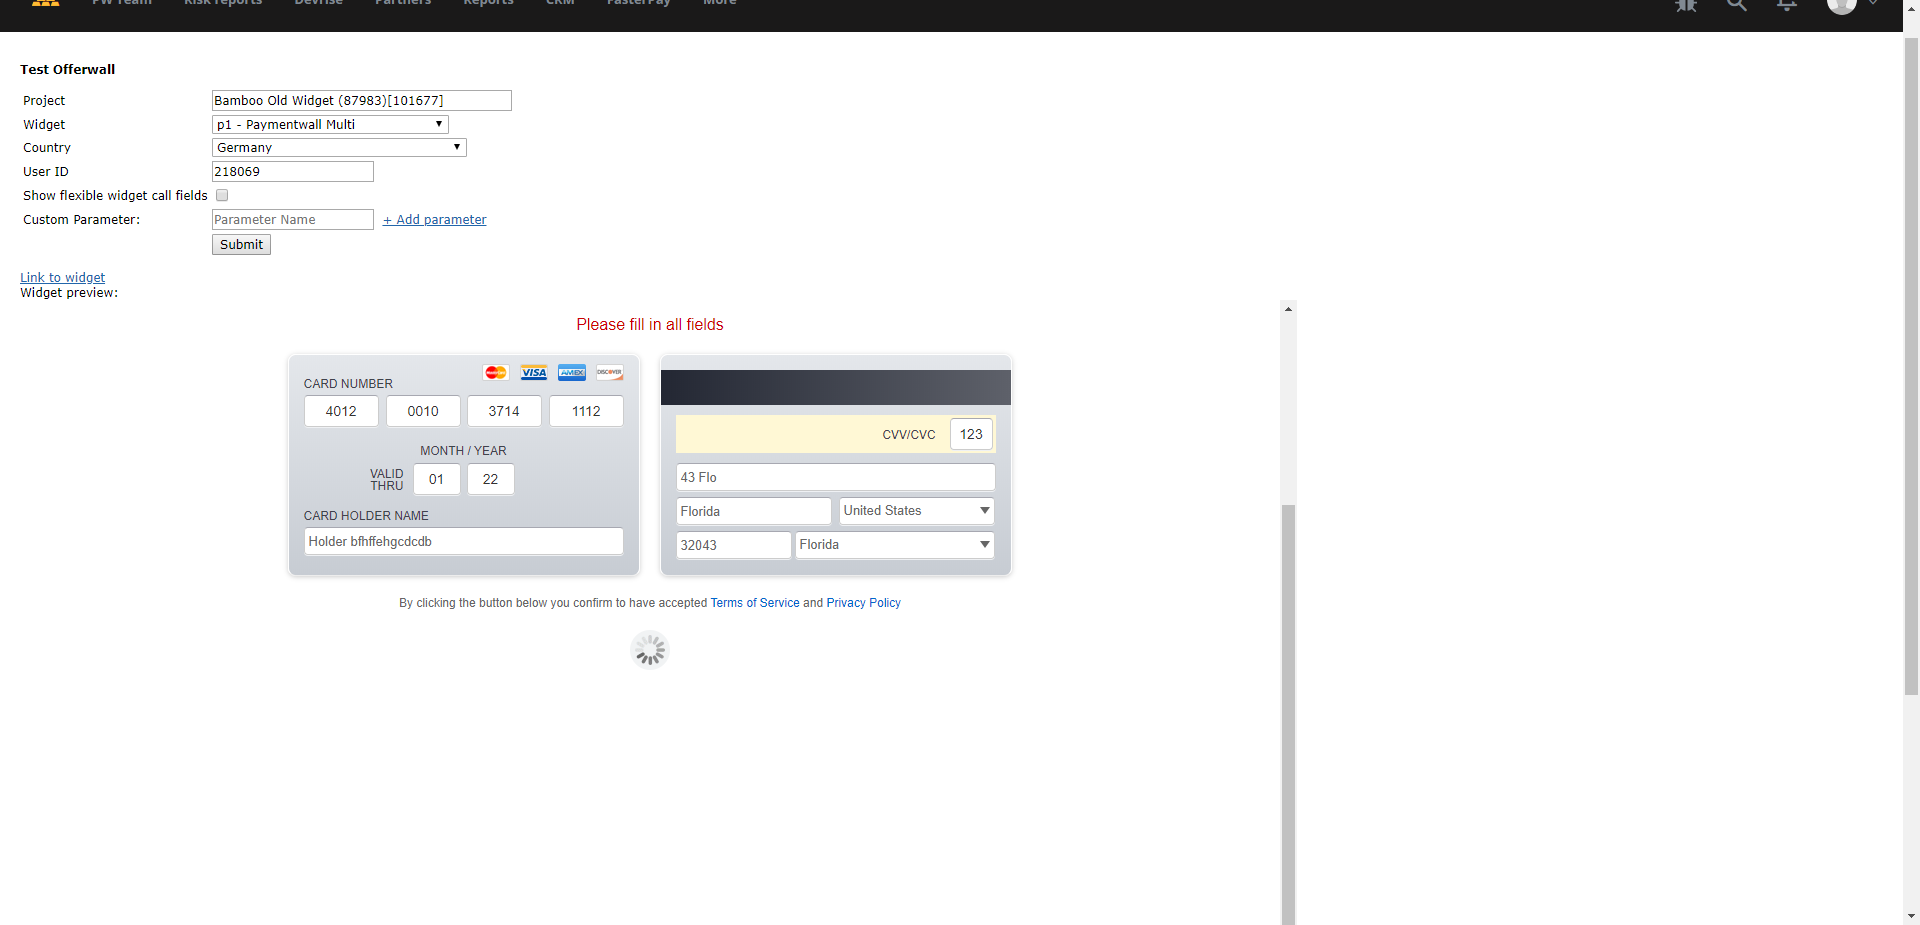 PW Team Risk reports Devrise Partners Reports CRM FasterPay More
Test Offerwall
Project Bamboo Old Widget (87983)[101677]
Widget p1 - Paymentwall Multi
Country Germany
User ID 218069
Show flexible widget call fields
Custom Parameter: Parameter Name + Add parameter
Submit
Link to widget
Widget preview:
Please fill in all fields
VISA AMEX DISCOVER
CARD NUMBER
4012 0010 3714 1112
MONTH / YEAR
VALID
THRU
01 22
CARD HOLDER NAME
Holder bfhffehgcdcdb
CVV/CVC 123
43 Flo
Florida United States
32043 Florida
By clicking the button below you confirm to have accepted Terms of Service and Privacy Policy